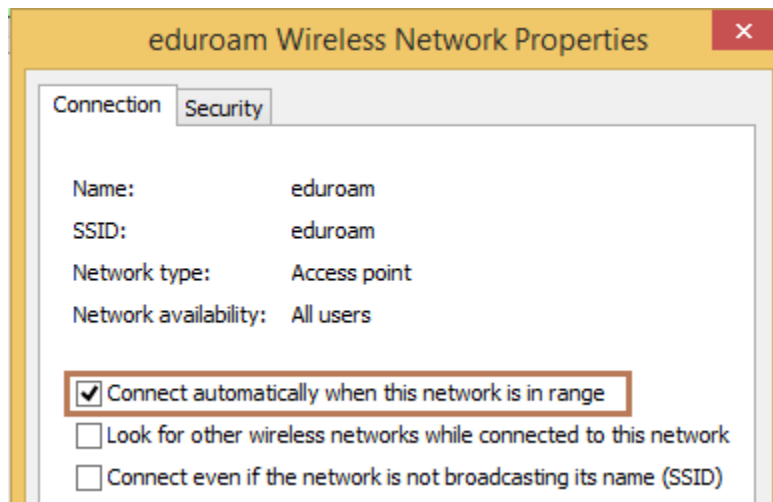 eduroam Wireless Network Properties
Connection Security
Name: eduroam
SSID: eduroam
Network type: Access point
Network availability: All users
Connect automatically when this network is in range
Look for other wireless networks while connected to this network
Connect even if the network is not broadcasting its name (SSID)